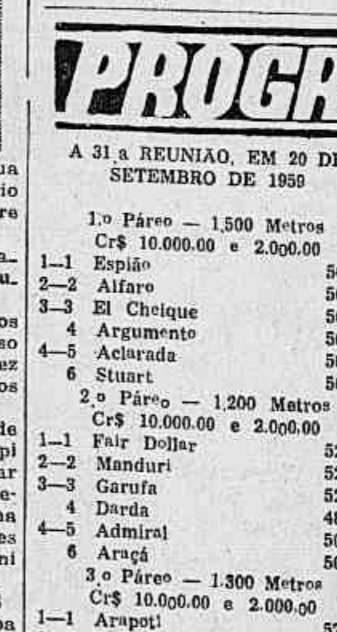 PROGR
A 31.a REUNIÃO, EM 20 DE
SETEMBRO DE 1959
1.o Páreo — 1.500 Metros
Cr$ 10.000.00 e 2.000.00
1—1 Espião
2—2 Alfaro
3—3 El Cheique
4 Argumento
4—5 Aclarada
6 Stuart
2.o Páreo — 1.200 Metros
Cr$ 10.000.00 e 2.000,00
1—1 Fair Dollar
2—2 Manduri
3—3 Garufa
4 Darda
4—5 Admiral
6 Araçá
3.o Páreo — 1.300 Metros
Cr$ 10.000.00 e 2.000,00
1—1 Arapoti